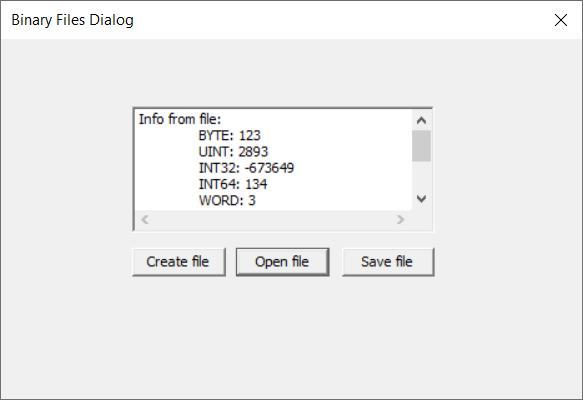 Binary Files Dialog
Info from file:
BYTE: 123
UINT: 2893
INT32: -673649
INT64: 134
WORD: 3
Create file
Open file
Save file